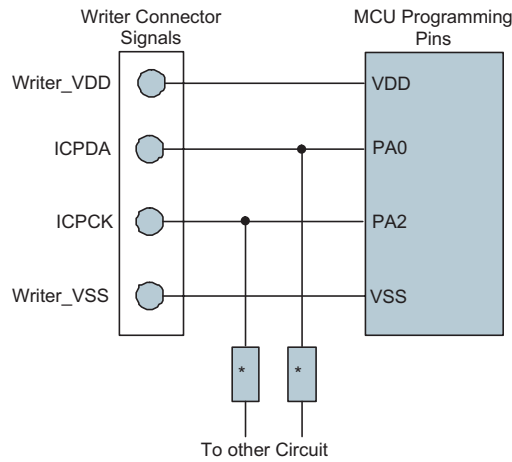 Writer Connector
Signals
MCU Programming
Pins
Writer_VDD
VDD
ICPDA
PA0
ICPCK
PA2
Writer_VSS
VSS
*
*
To other Circuit